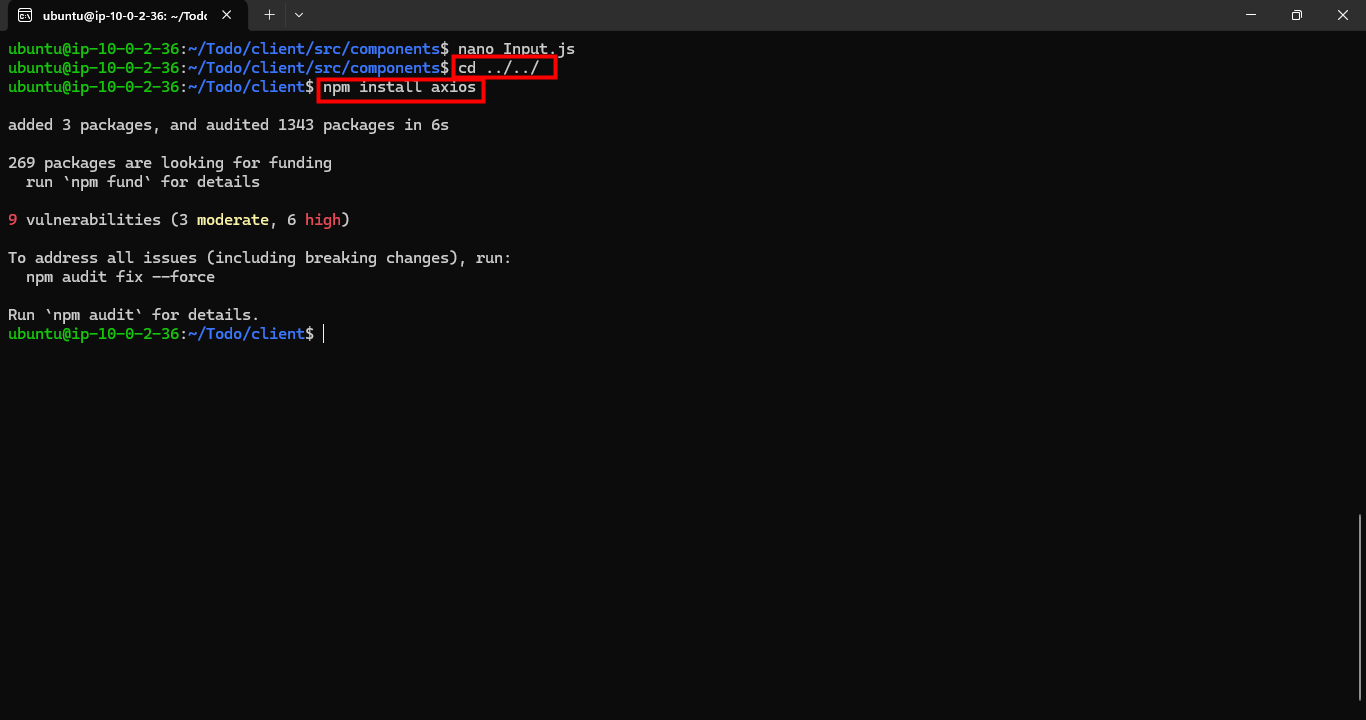 ubuntu@ip-10-0-2-36: ~/Todo
ubuntu@ip-10-0-2-36:~/Todo/client/src/components$ nano Input.js
ubuntu@ip-10-0-2-36:~/Todo/client/src/components$ cd ../../
ubuntu@ip-10-0-2-36:~/Todo/client$ npm install axios
added 3 packages, and audited 1343 packages in 6s
269 packages are looking for funding
  run `npm fund` for details
9 vulnerabilities (3 moderate, 6 high)
To address all issues (including breaking changes), run:
  npm audit fix --force
Run `npm audit` for details.
ubuntu@ip-10-0-2-36:~/Todo/client$